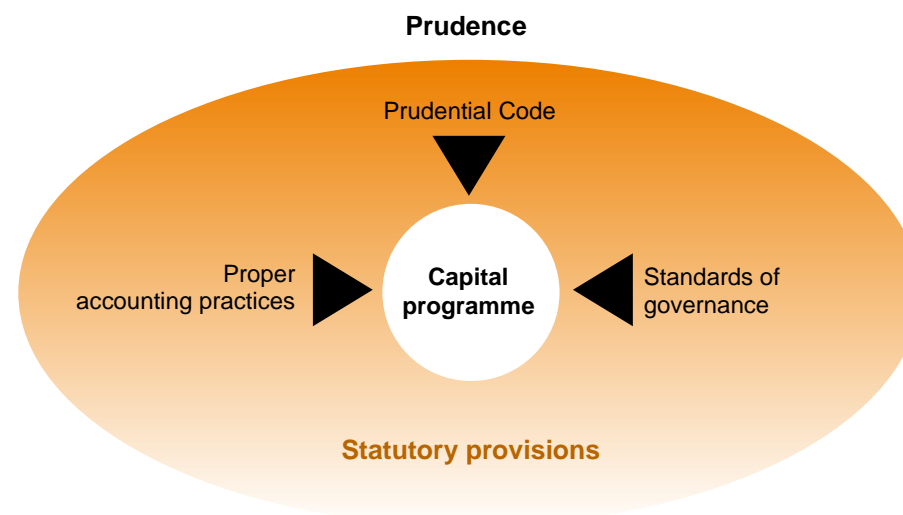 Prudence
Prudential Code
Proper
accounting practices
Capital
programme
Standards of
governance
Statutory provisions